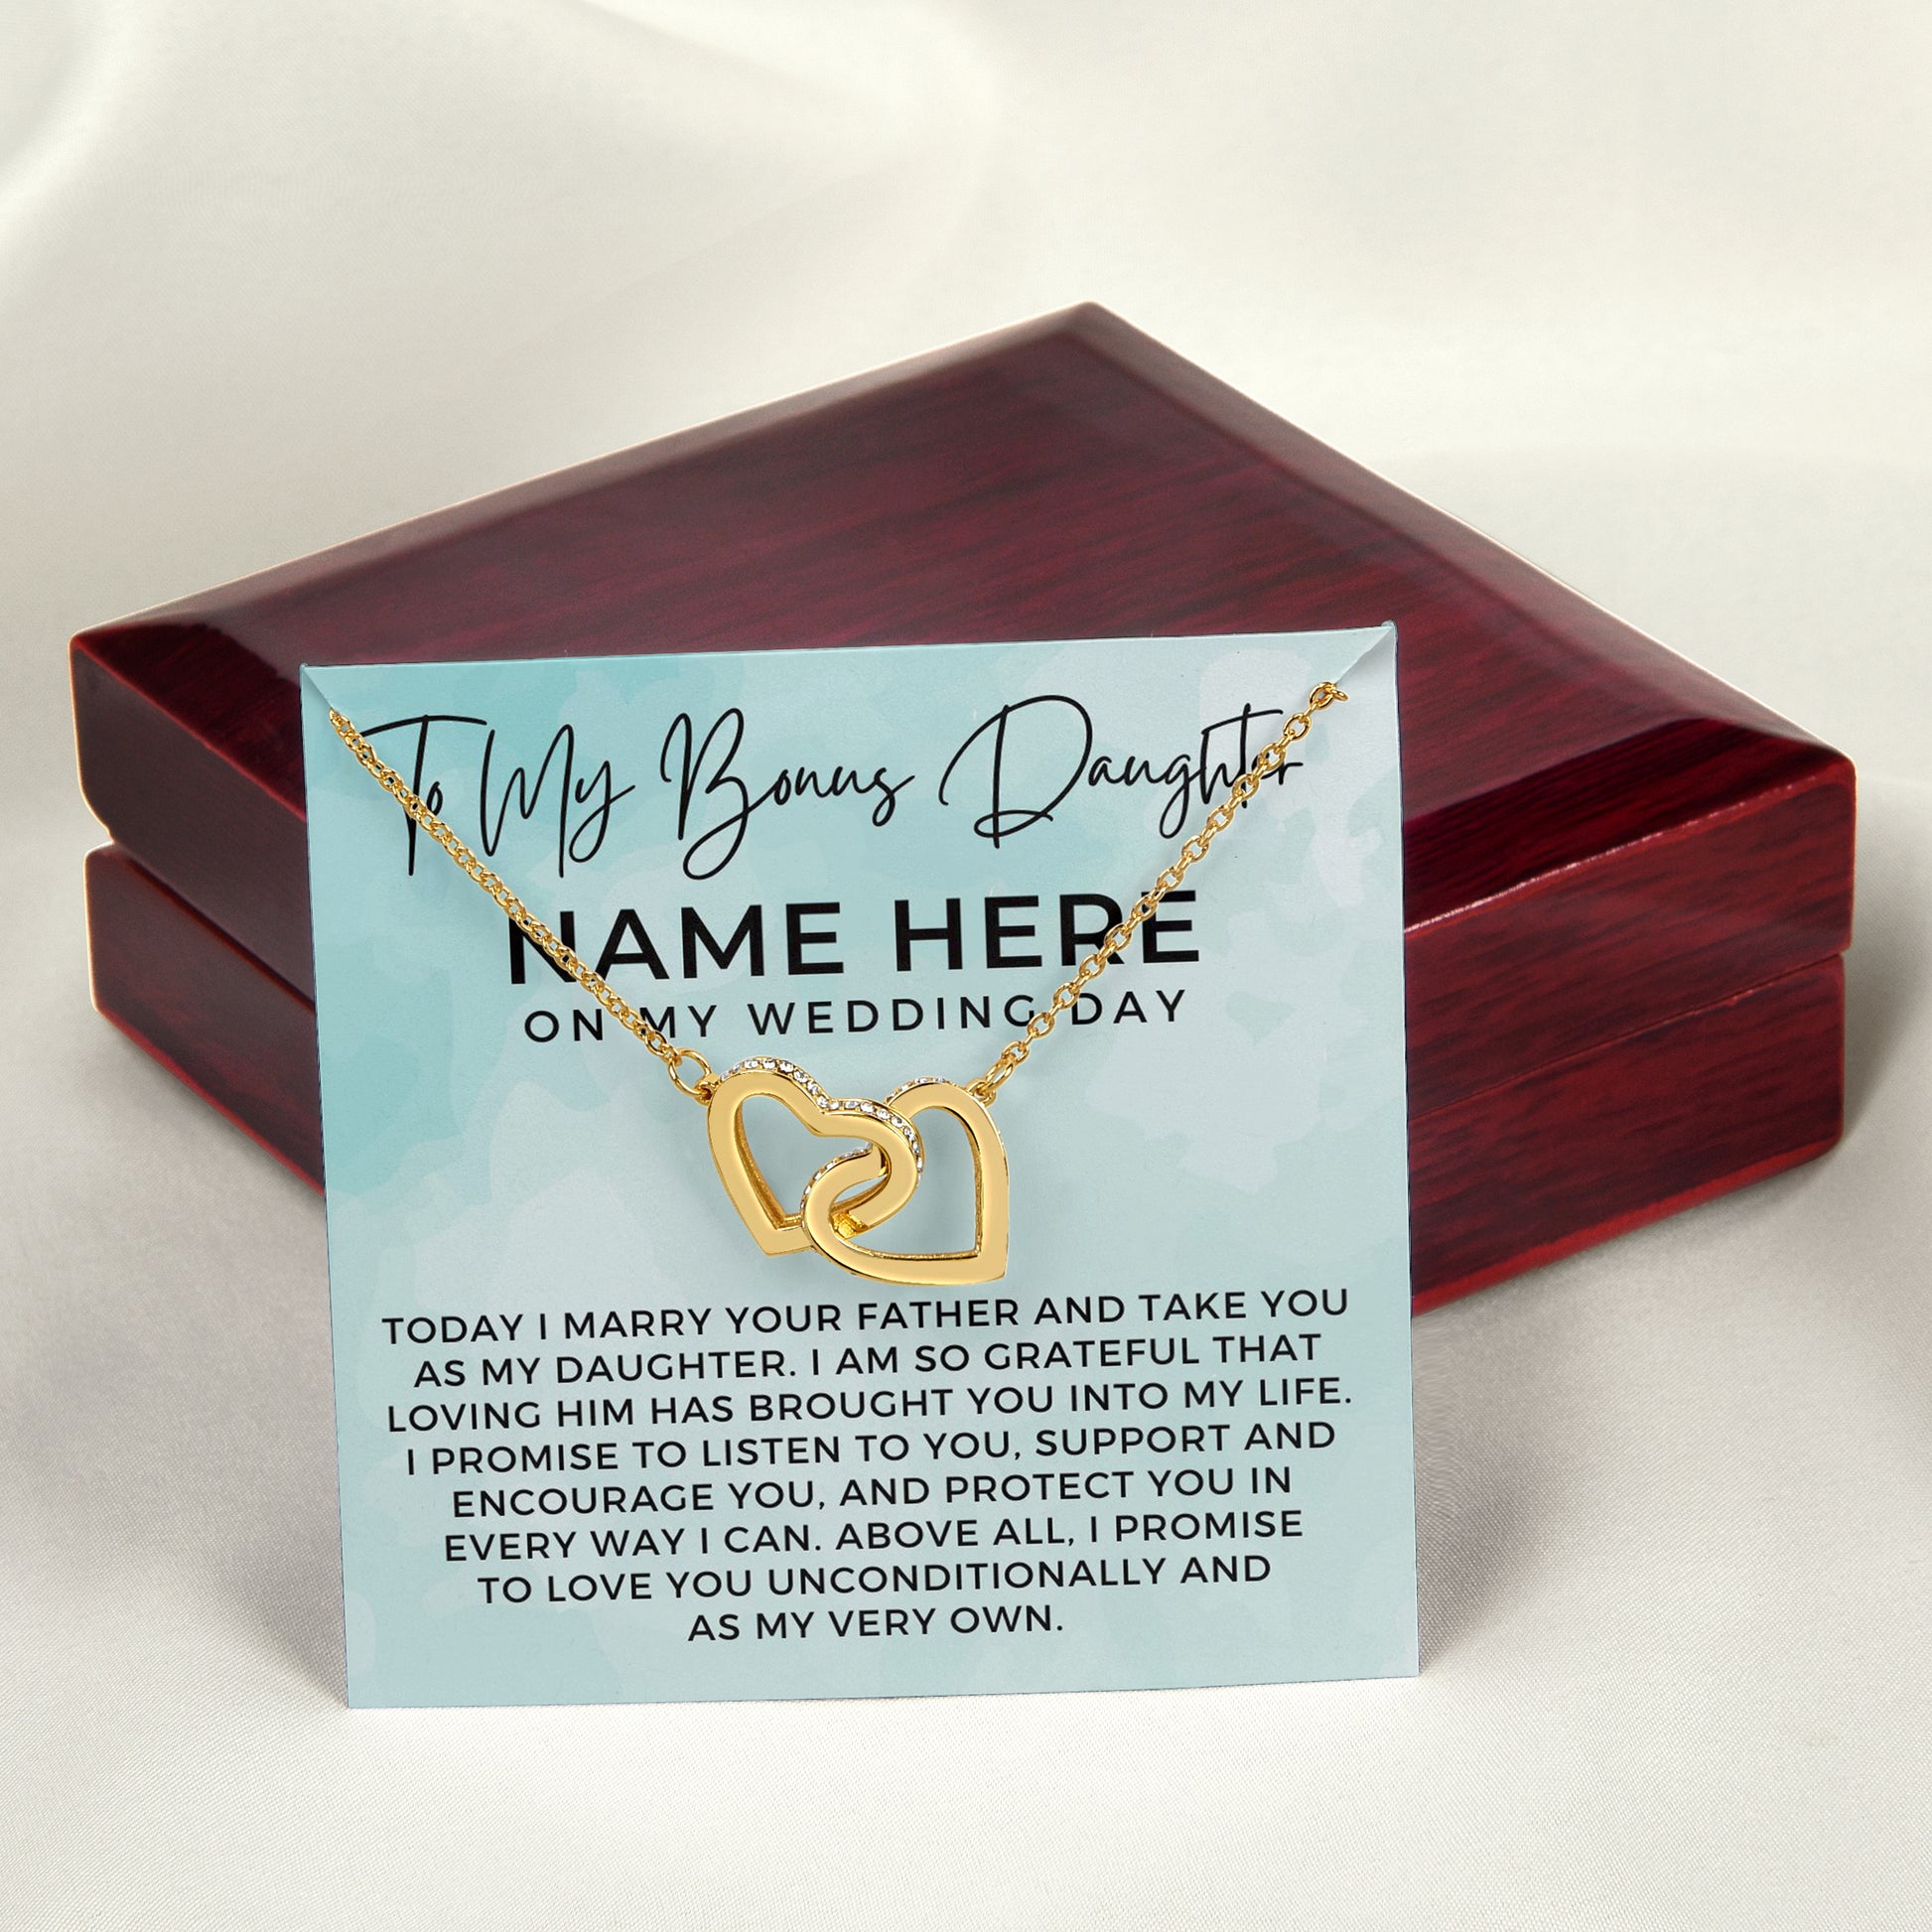 To My Bonus Daughter
NAME HERE
ON MY WEDDING DAY
TODAY I MARRY YOUR FATHER AND TAKE YOU
AS MY DAUGHTER. I AM SO GRATEFUL THAT
LOVING HIM HAS BROUGHT YOU INTO MY LIFE.
I PROMISE TO LISTEN TO YOU, SUPPORT AND
ENCOURAGE YOU, AND PROTECT YOU IN
EVERY WAY I CAN. ABOVE ALL, I PROMISE
TO LOVE YOU UNCONDITIONALLY AND
AS MY VERY OWN.